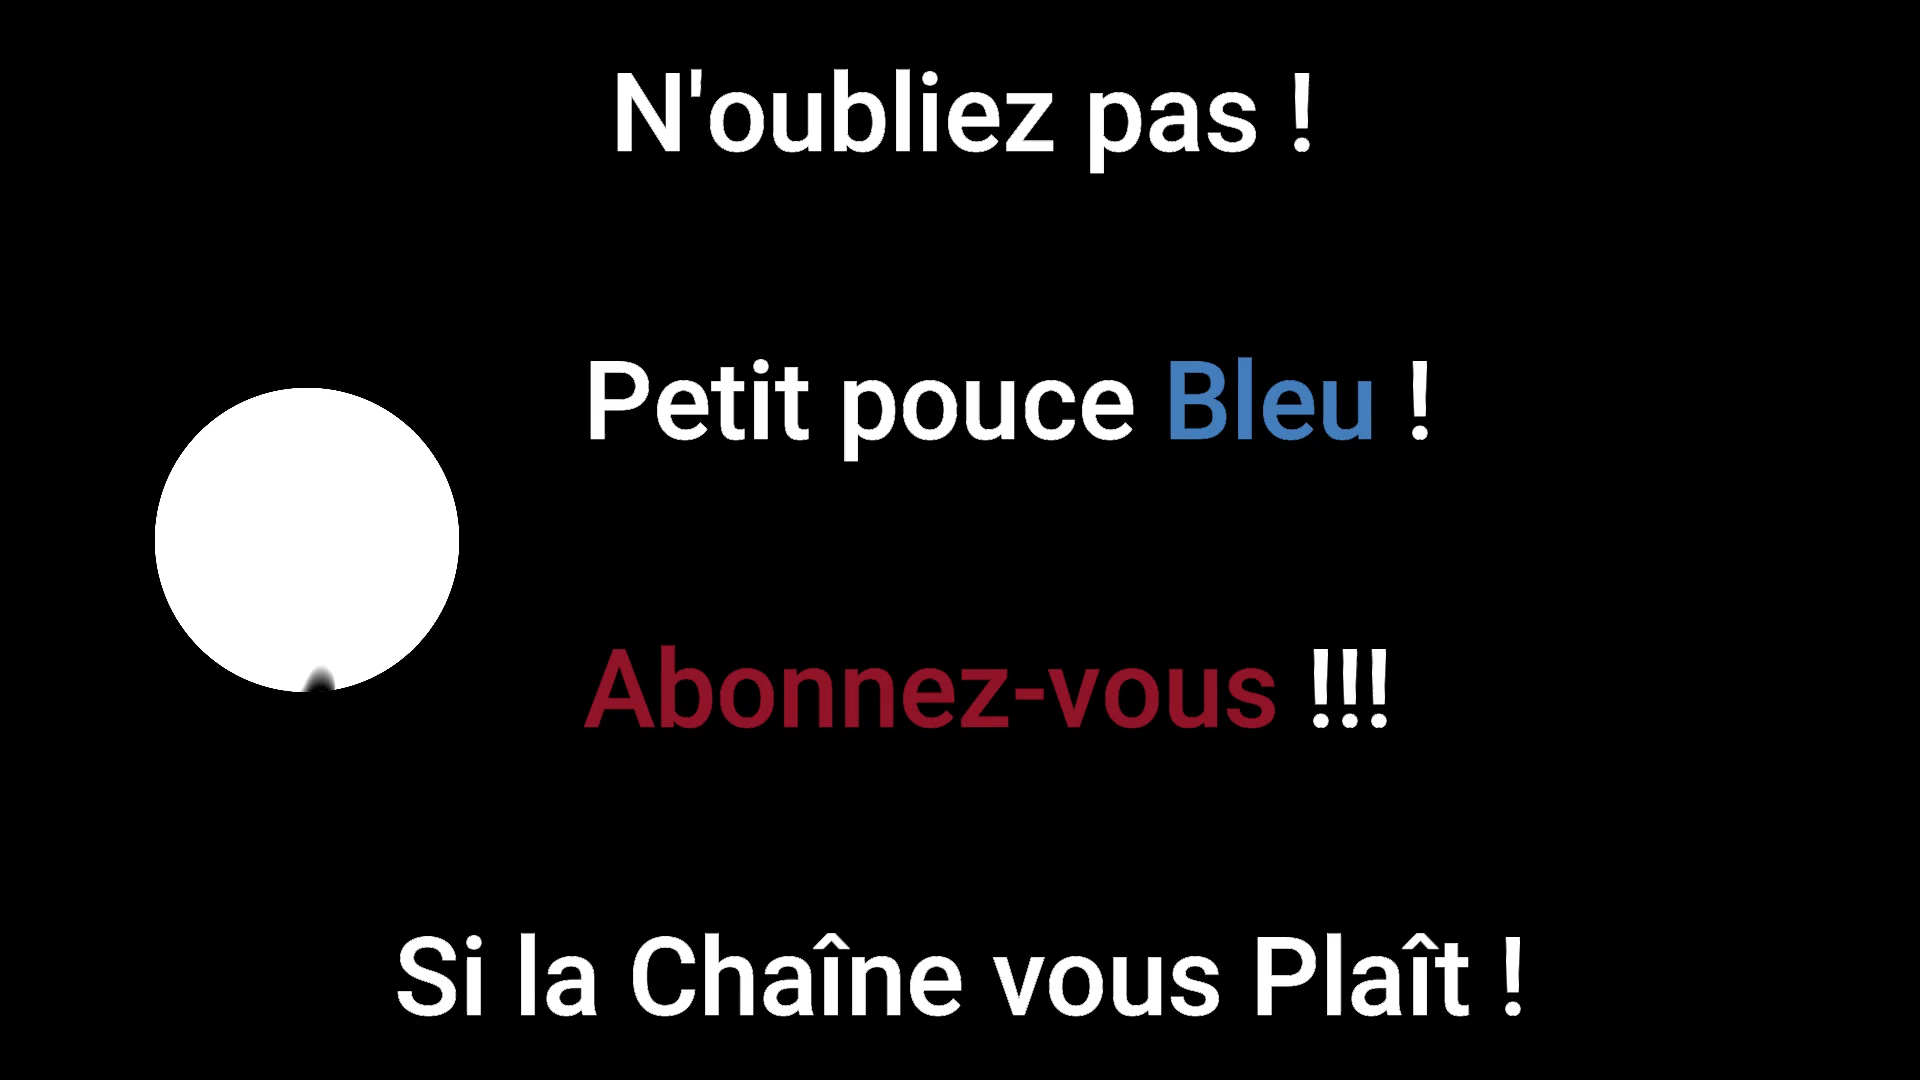 N'oubliez pas !
Petit pouce Bleu !
Abonnez-vous !!!
Si la Chaîne vous Plaît !